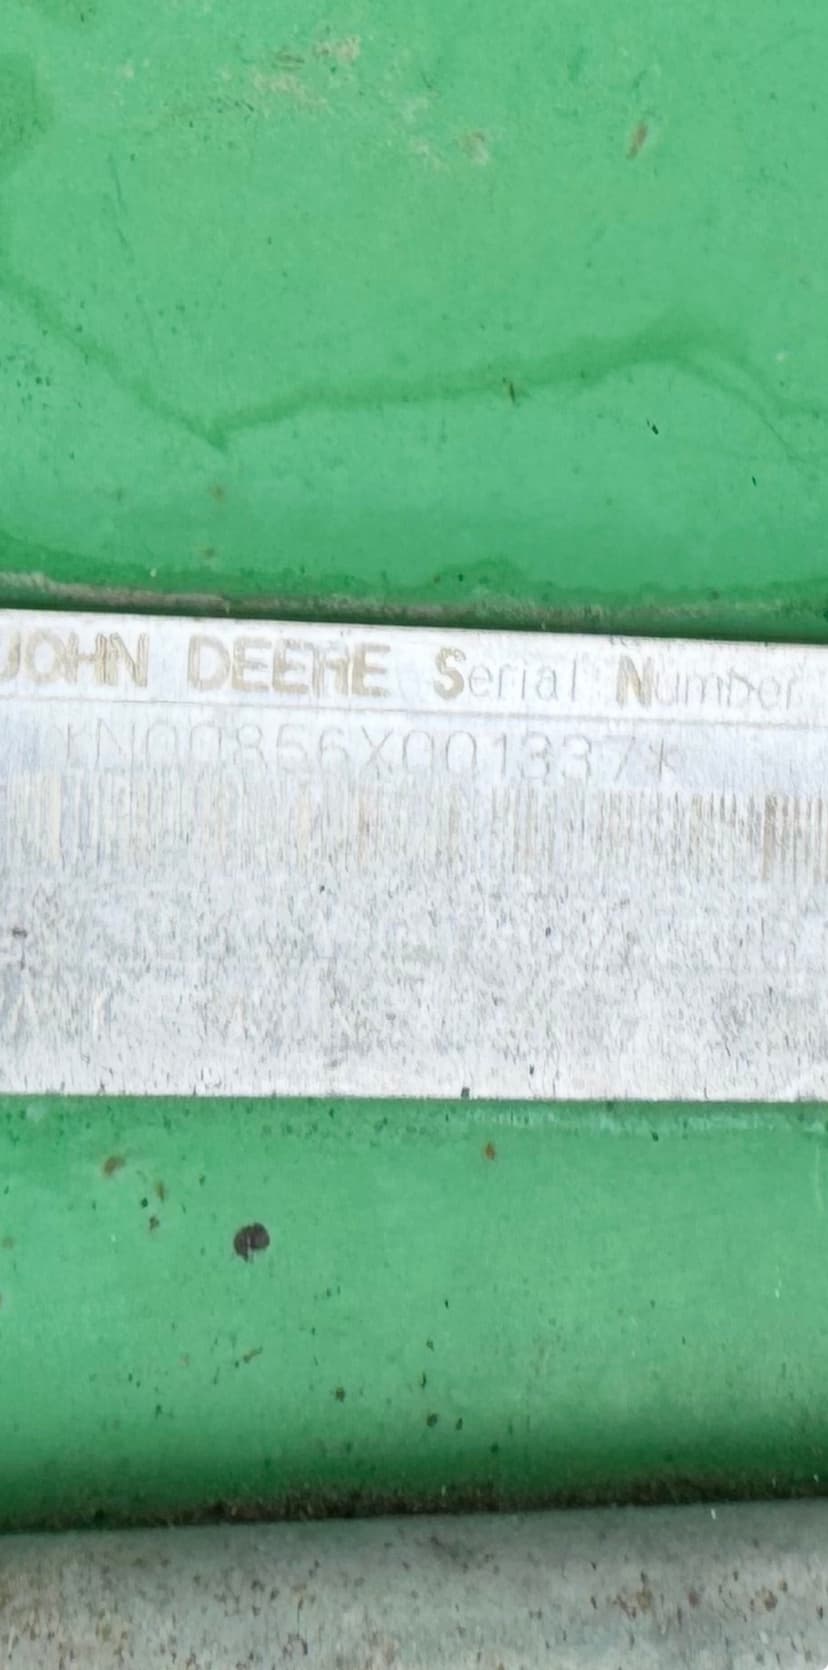 JOHN DEERE Serial Number
*N00856X001337*